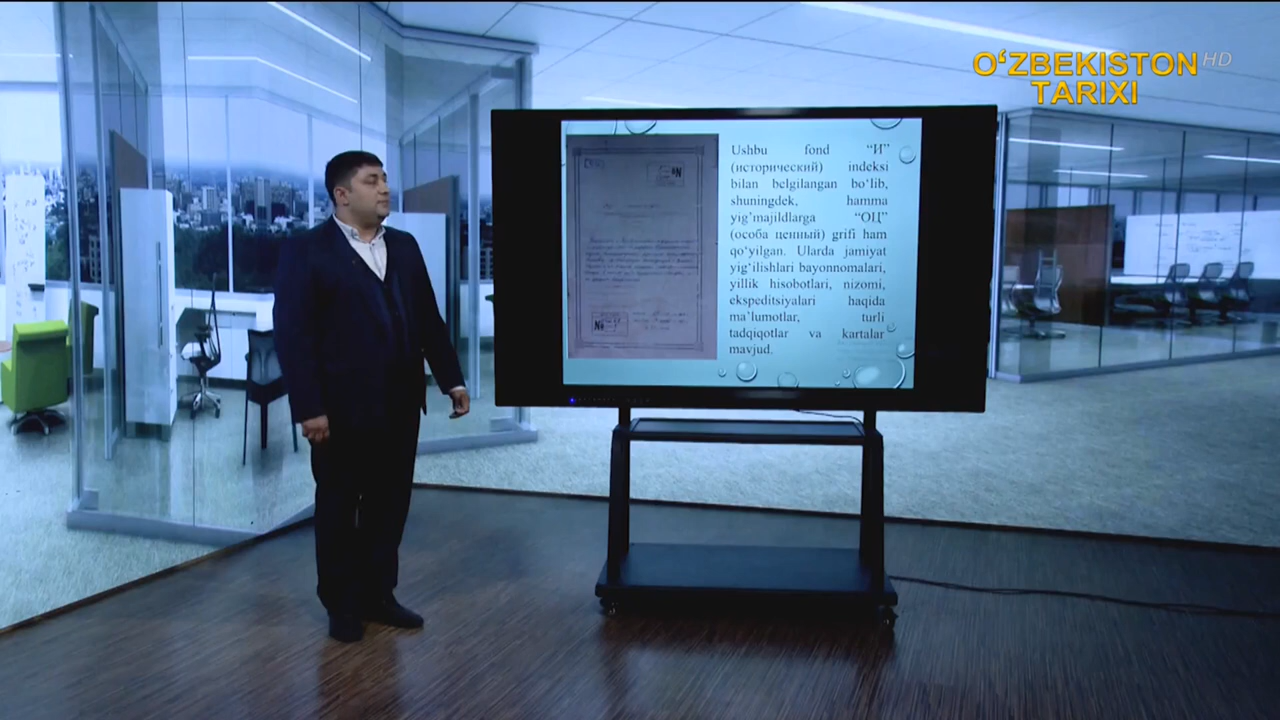 O‘ZBEKISTON HD
TARIXI
Ushbu fond “И”
(исторический) indeksi
bilan belgilangan bo‘lib,
shuningdek, hamma
yig’majildlarga “ОЦ”
(особа ценный) grifi ham
qo‘yilgan. Ularda jamiyat
yig‘ilishlari bayonnomalari,
yillik hisobotlari, nizomi,
ekspeditsiyalari haqida
ma’lumotlar, turli
tadqiqotlar va kartalar
mavjud.